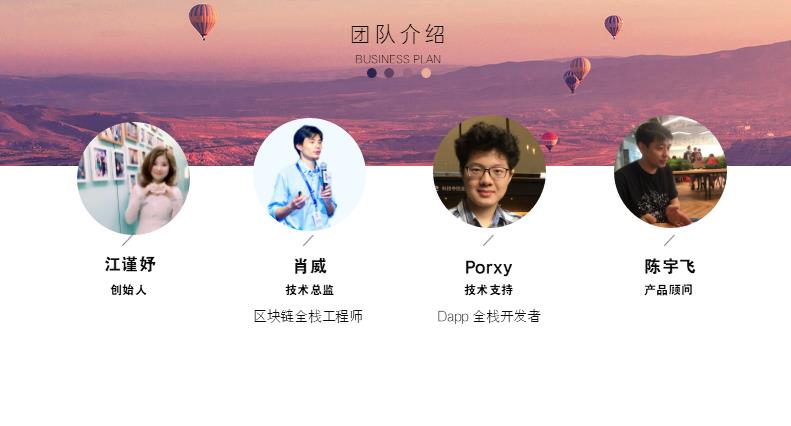 团队介绍
BUSINESS PLAN
江谨妤
创始人
肖威
技术总监
区块链全栈工程师
Porxy
技术支持
Dapp 全栈开发者
陈宇飞
产品顾问